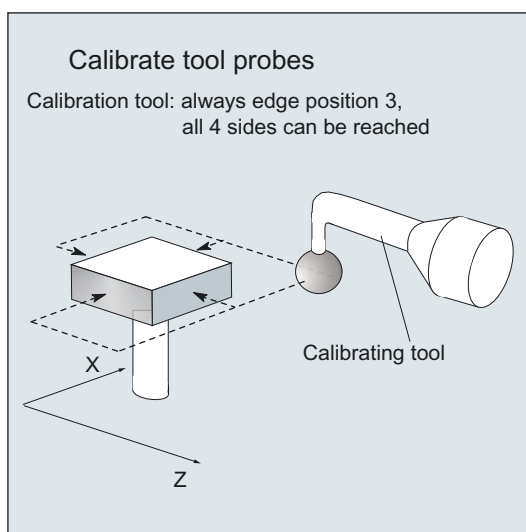 Calibrate tool probes
Calibration tool: always edge position 3,
all 4 sides can be reached
Calibrating tool
X
Z